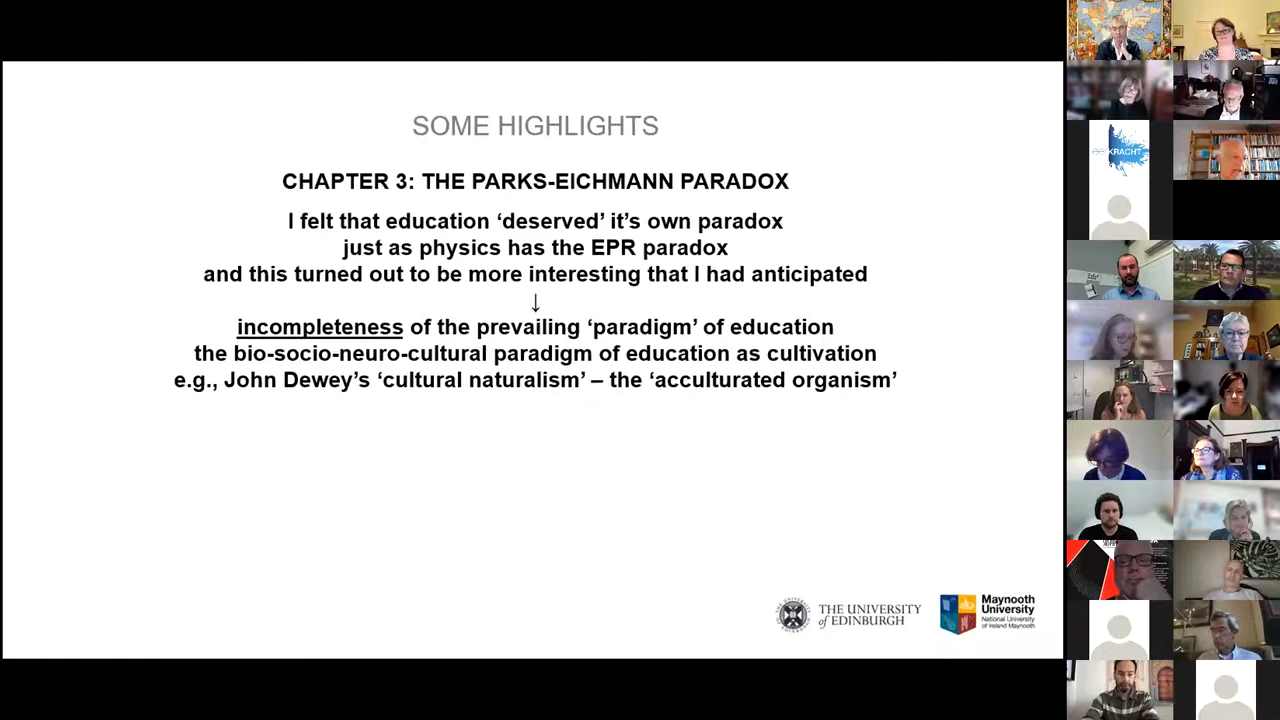 SOME HIGHLIGHTS
CHAPTER 3: THE PARKS-EICHMANN PARADOX
I felt that education ‘deserved’ it’s own paradox
just as physics has the EPR paradox
and this turned out to be more interesting that I had anticipated
↓
incompleteness of the prevailing ‘paradigm’ of education
the bio-socio-neuro-cultural paradigm of education as cultivation
e.g., John Dewey’s ‘cultural naturalism’ – the ‘acculturated organism’
THE UNIVERSITY
of EDINBURGH
Maynooth
University
National University
of Ireland Maynooth